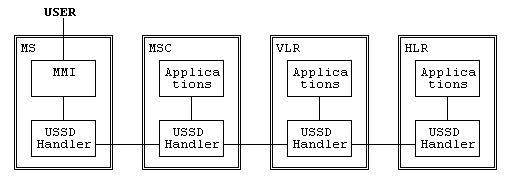 USER
MS
MSC
VLR
HLR
MMI
Applica
tions
Applica
tions
Applica
tions
USSD
Handler
USSD
Handler
USSD
Handler
USSD
Handler